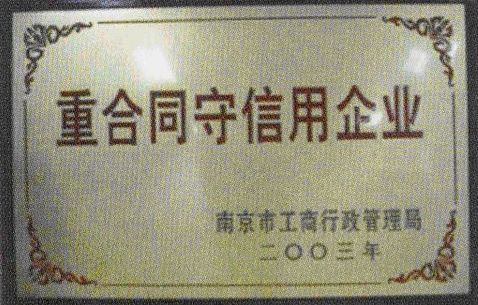 重合同守信用企业
南京市工商行政管理局
二〇〇三年